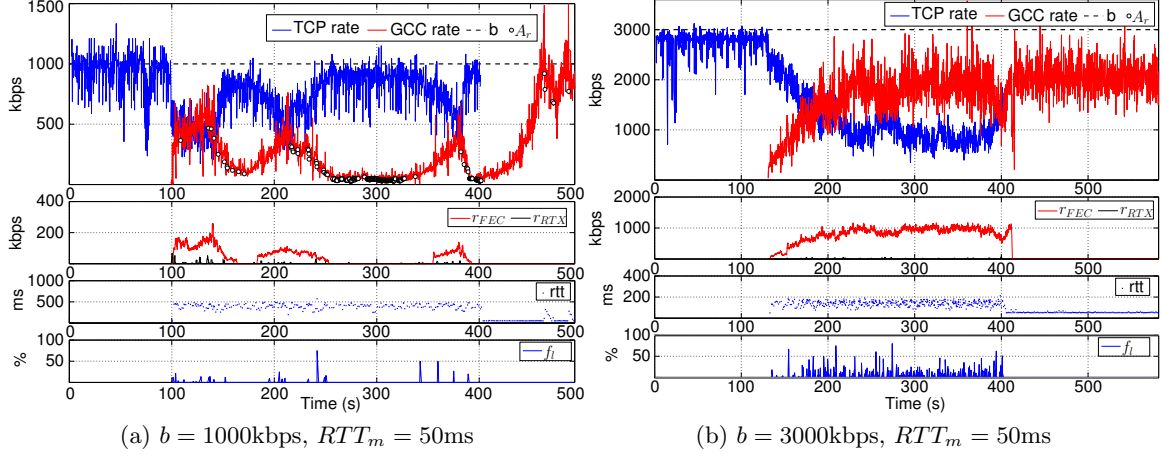 TCP rate GCC rate b A_r
1500
1000
500
kbps
0 100 200 300 400 500
400
200
kbps
r_FEC r_RTX
0 100 200 300 400 500
1000
500
ms
rtt
0 100 200 300 400 500
100
50
%
f_l
0 100 200 300 400 500
Time (s)
(a) b = 1000kbps, RTT_m = 50ms
TCP rate GCC rate b A_r
3000
2000
1000
kbps
0 100 200 300 400 500
2000
1000
kbps
r_FEC r_RTX
0 100 200 300 400 500
400
200
ms
rtt
0 100 200 300 400 500
100
50
%
f_l
0 100 200 300 400 500
Time (s)
(b) b = 3000kbps, RTT_m = 50ms